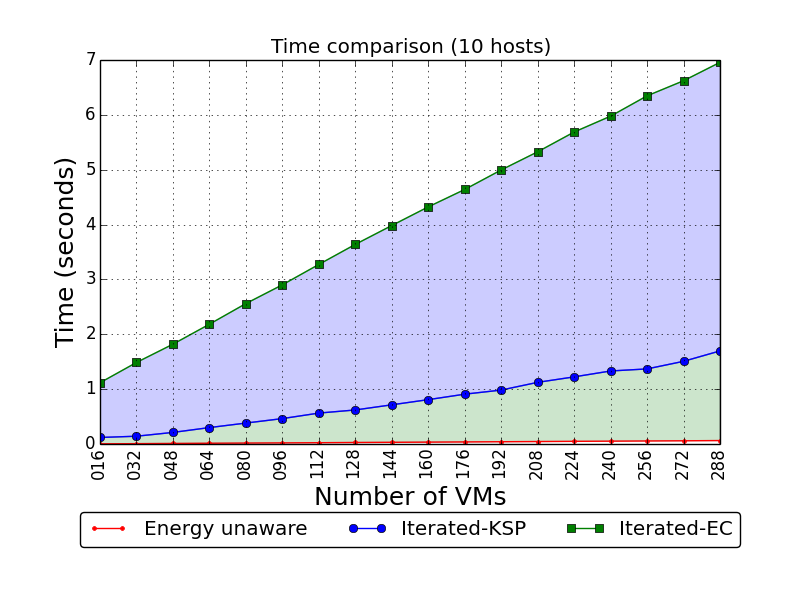 Time comparison (10 hosts)
7
6
5
4
3
2
1
0
Time (seconds)
016 032 048 064 080 096 112 128 144 160 176 192 208 224 240 256 272 288
Number of VMs
Energy unaware Iterated-KSP Iterated-EC